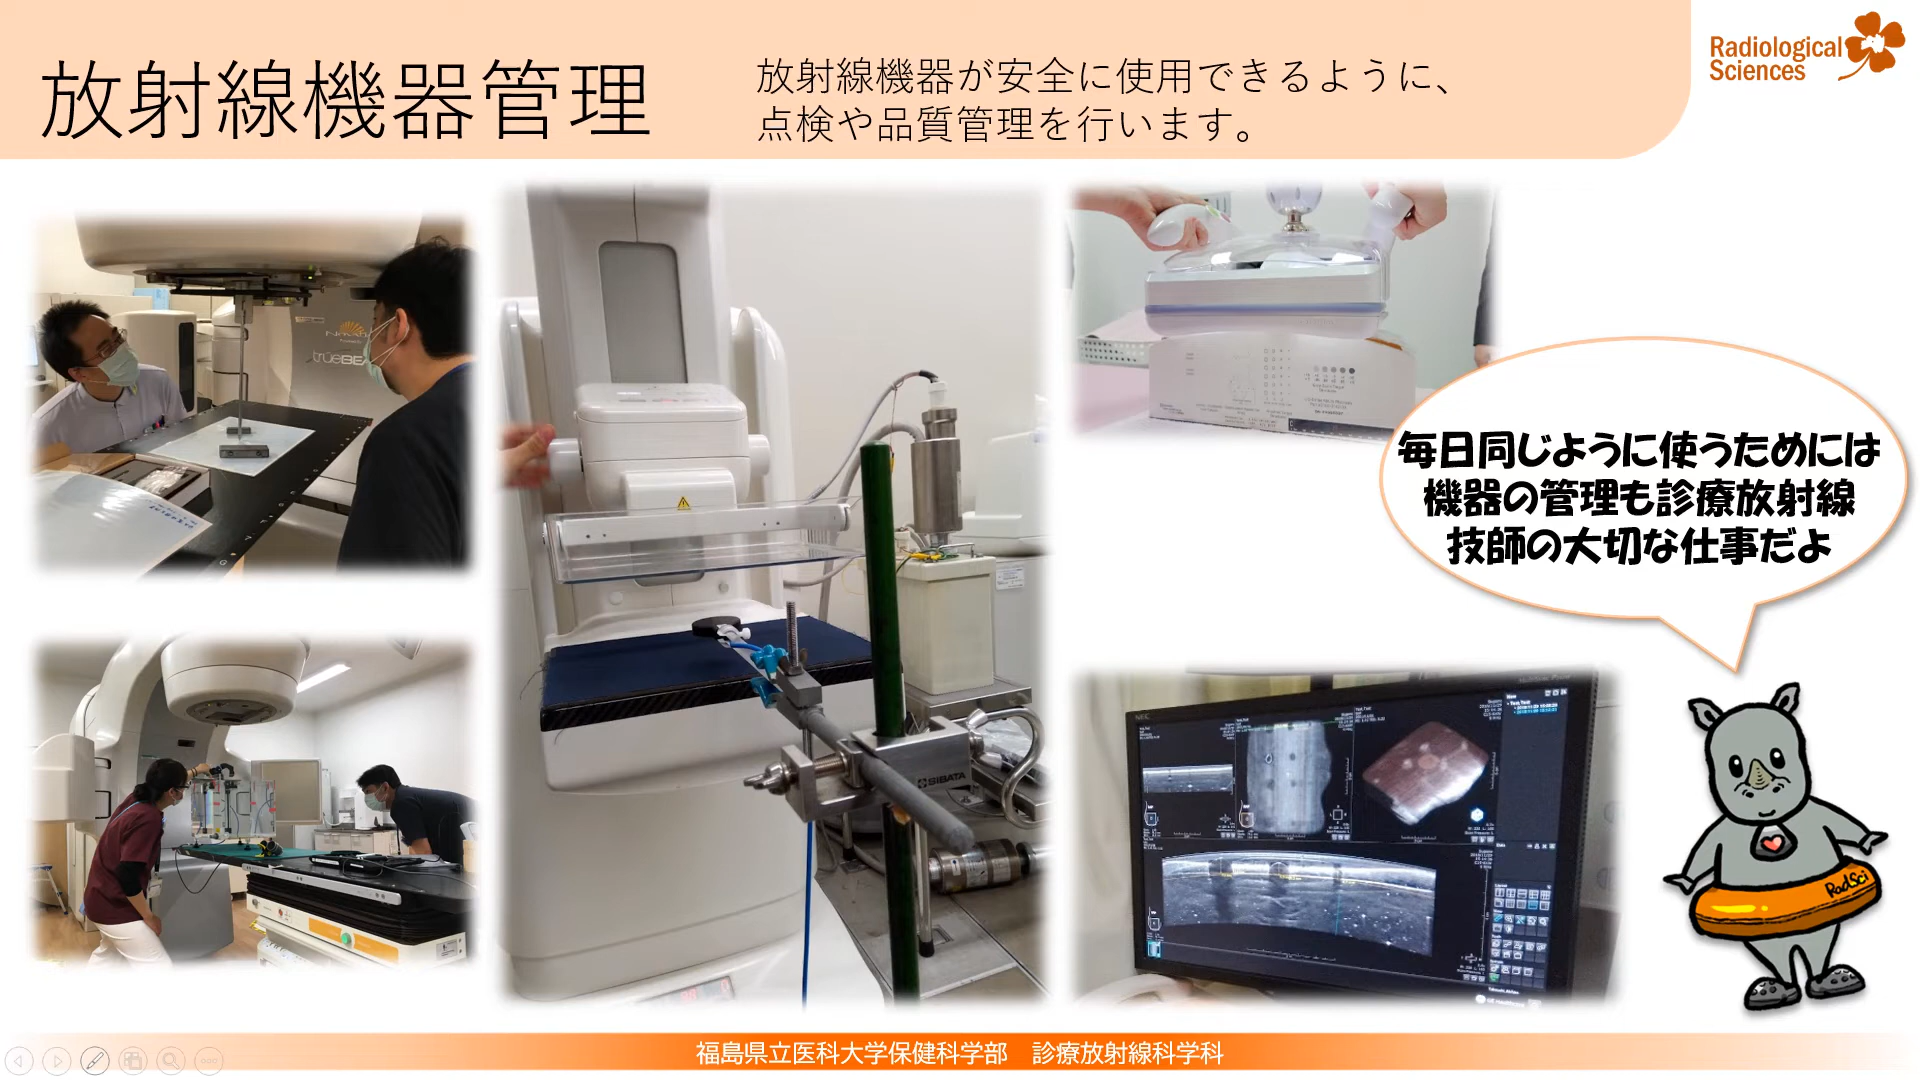 放射線機器管理
放射線機器が安全に使用できるように、
点検や品質管理を行います。
Radiological
Sciences
毎日同じように使うためには
機器の管理も診療放射線
技師の大切な仕事だよ
SIBATA
NEC
RadSci
福島県立医科大学保健科学部　診療放射線科学科